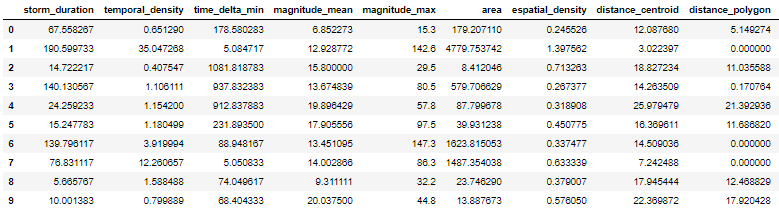 storm_duration temporal_density time_delta_min magnitude_mean magnitude_max area espatial_density distance_centroid distance_polygon
0 67.558267 0.651290 178.580283 6.852273 15.3 179.207110 0.245526 12.087680 5.149274
1 190.599733 35.047268 5.084717 12.928772 142.6 4779.753742 1.397562 3.022397 0.000000
2 14.722217 0.407547 1081.818783 15.800000 29.5 8.412046 0.713263 18.827234 11.035588
3 140.130567 1.106111 937.832383 13.674839 80.5 579.706629 0.267377 14.263509 0.170764
4 24.259233 1.154200 912.837883 19.896429 57.8 87.799678 0.318908 25.979479 21.392936
5 15.247783 1.180499 231.893500 17.905556 97.5 39.931238 0.450775 16.369611 11.686820
6 139.796117 3.919994 88.948167 13.451095 147.3 1623.815053 0.337477 14.509036 0.000000
7 76.831117 12.260657 5.050833 14.002866 86.3 1487.354038 0.633339 7.242488 0.000000
8 5.665767 1.588488 74.049617 9.311111 32.2 23.746290 0.379007 17.945444 12.468829
9 10.001383 0.799889 68.404333 20.037500 44.8 13.887673 0.576050 22.369872 17.920428